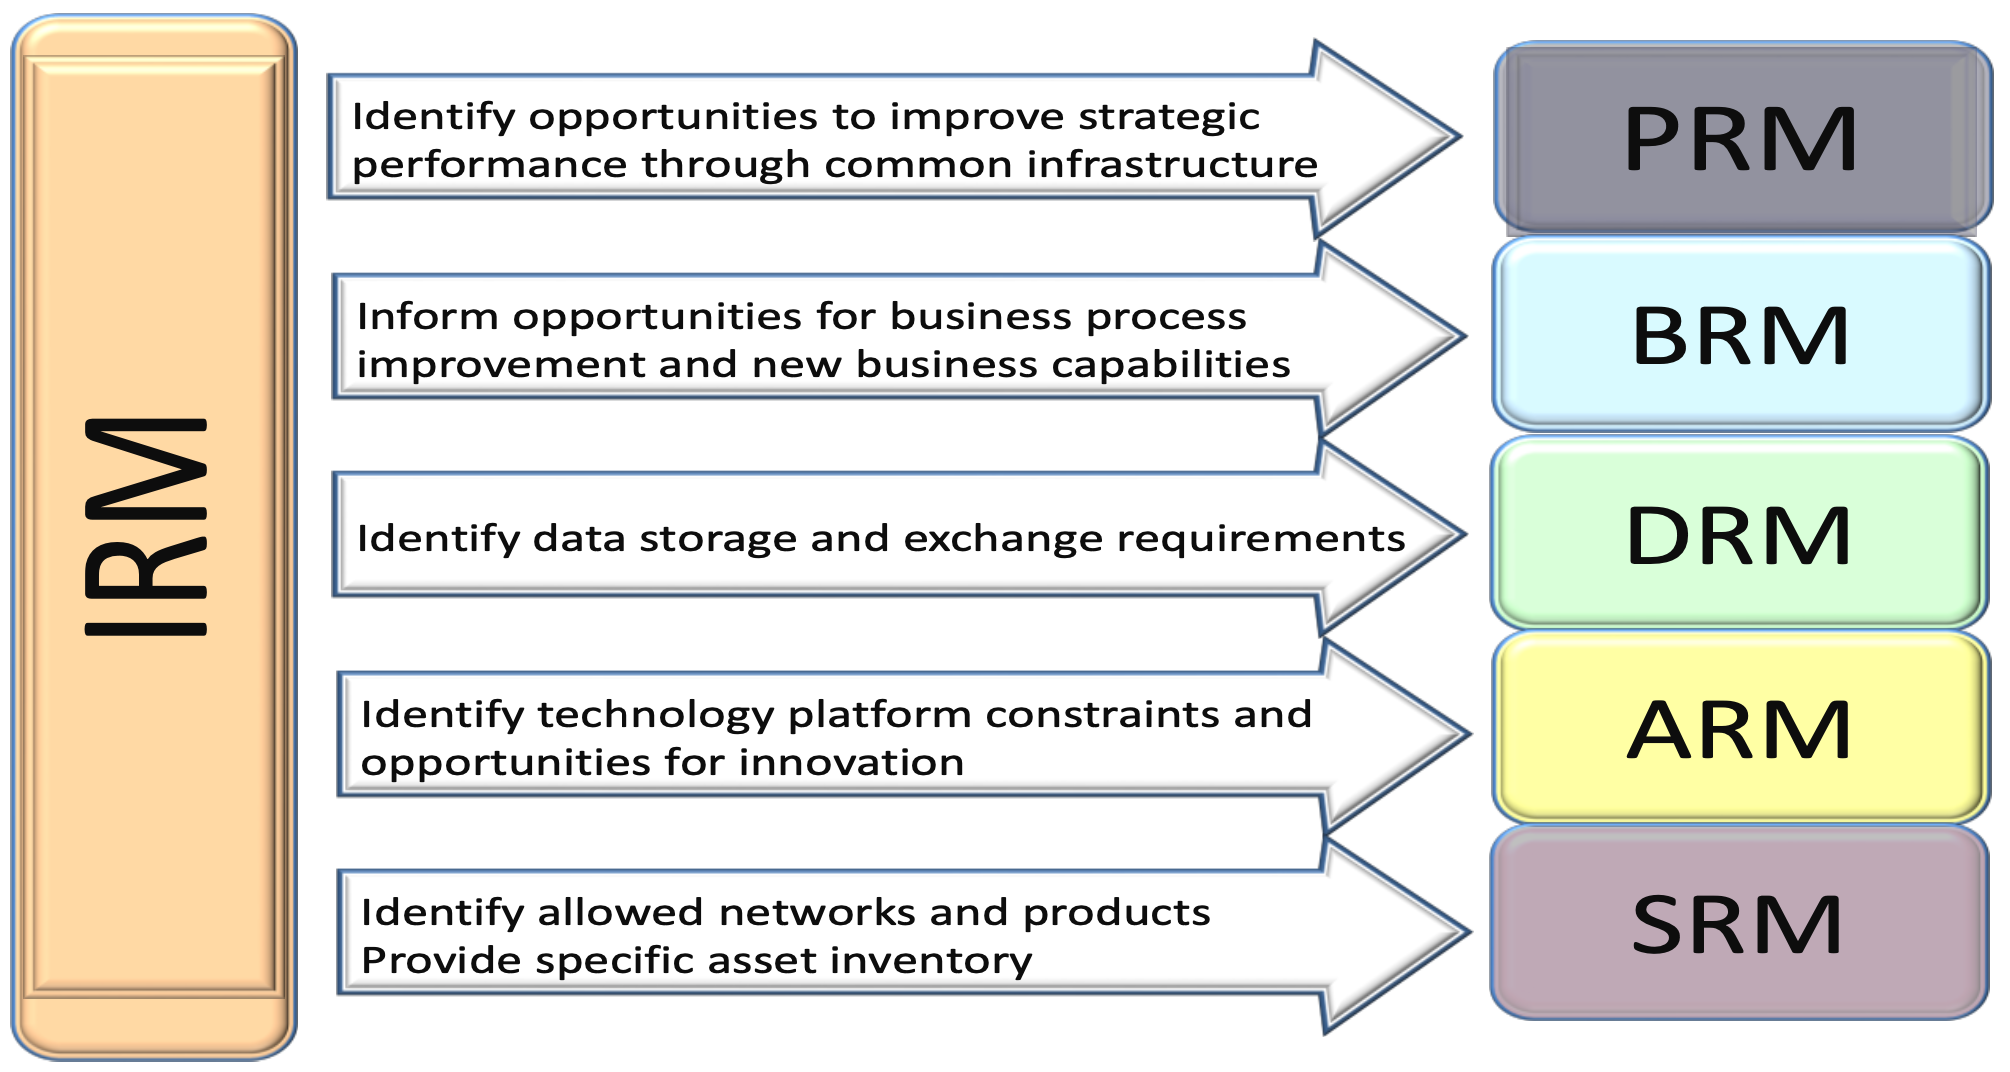 IRM
Identify opportunities to improve strategic
performance through common infrastructure
PRM
Inform opportunities for business process
improvement and new business capabilities
BRM
Identify data storage and exchange requirements
DRM
Identify technology platform constraints and
opportunities for innovation
ARM
Identify allowed networks and products
Provide specific asset inventory
SRM